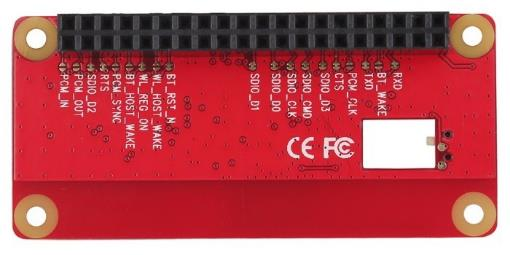 PCM_IN
PCM_OUT
SDIO_D2
RTS
PCM_SYNC
BT_HOST_WAKE
WL_REG_ON
WL_HOST_WAKE
BT_RST_N
SDIO_D1
SDIO_D0
SDIO_CLK
SDIO_CMD
SDIO_D3
CTS
PCM_CLK
TXD
BT_WAKE
RXD
CE FC